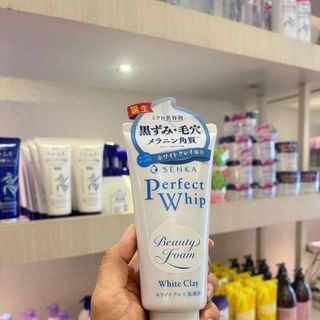 誕生
ミクロ美容泡
黒ずみ・毛穴
メラニン角質
ホワイトクレイ配合
SENKA
Perfect
Whip
Beauty
Foam
White Clay
ホワイトクレイ 洗顔料